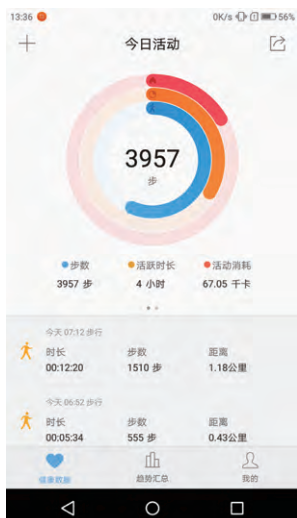 13:36 0K/s 56%
今日活动
3957
步
步数 活跃时长 活动消耗
3957 步 4 小时 67.05 千卡
今天 07:12 步行
时长 步数 距离
00:12:20 1510 步 1.18公里
今天 06:52 步行
时长 步数 距离
00:05:34 555 步 0.43公里
健康数据 趋势汇总 我的